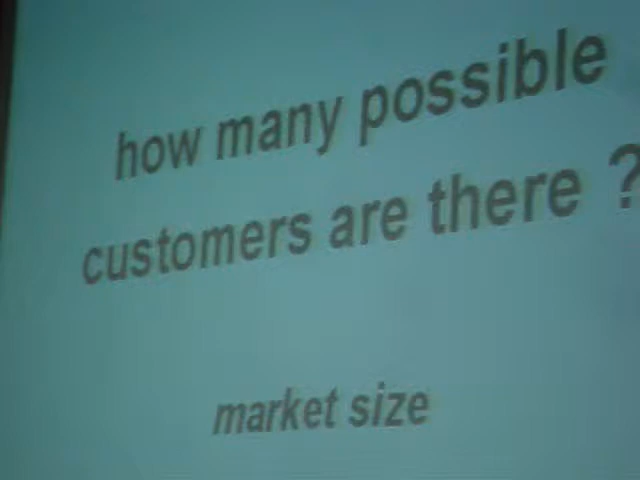 how many possible
customers are there ?
market size